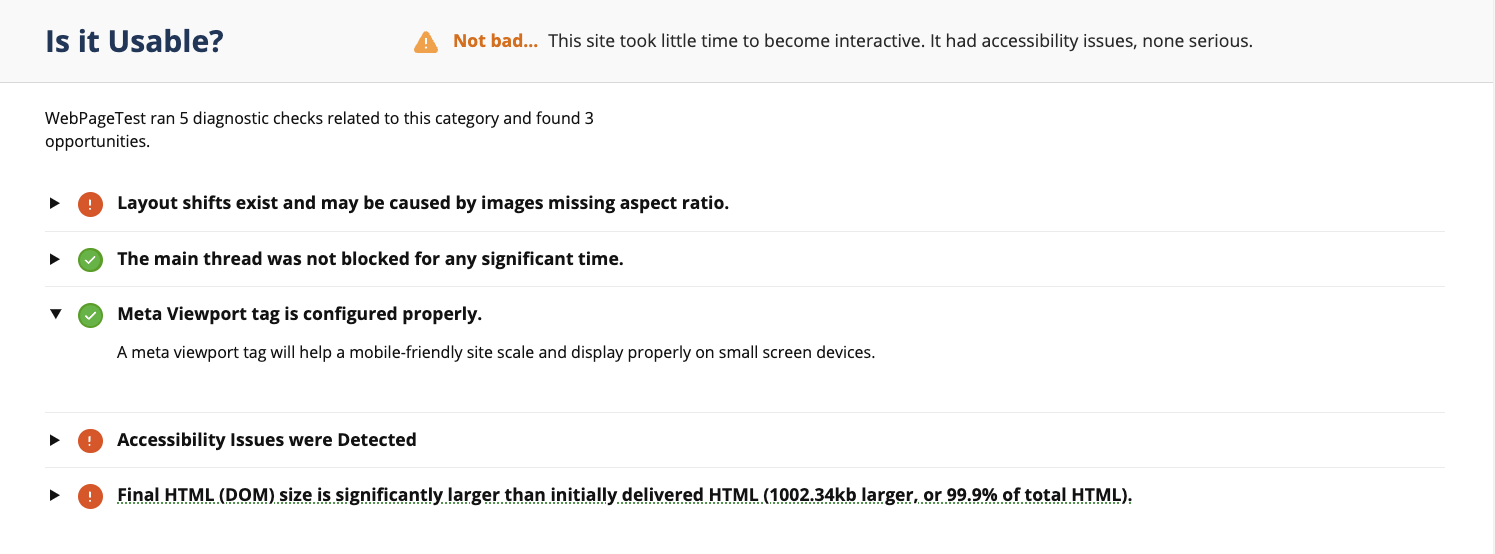 Is it Usable?
Not bad... This site took little time to become interactive. It had accessibility issues, none serious.
WebPageTest ran 5 diagnostic checks related to this category and found 3
opportunities.
Layout shifts exist and may be caused by images missing aspect ratio.
The main thread was not blocked for any significant time.
Meta Viewport tag is configured properly.
A meta viewport tag will help a mobile-friendly site scale and display properly on small screen devices.
Accessibility Issues were Detected
Final HTML (DOM) size is significantly larger than initially delivered HTML (1002.34kb larger, or 99.9% of total HTML).